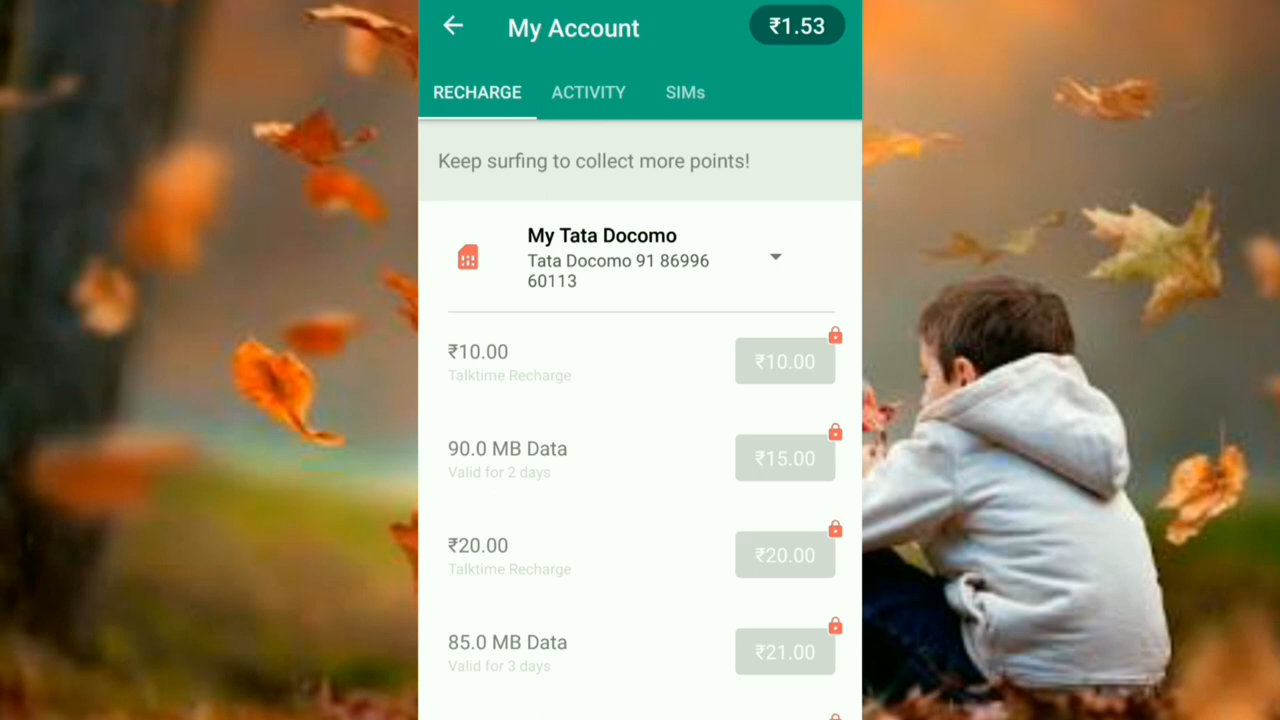 My Account
₹1.53
RECHARGE ACTIVITY SIMs
Keep surfing to collect more points!
My Tata Docomo
Tata Docomo 91 86996
60113
₹10.00
Talktime Recharge
₹10.00
90.0 MB Data
Valid for 2 days
₹15.00
₹20.00
Talktime Recharge
₹20.00
85.0 MB Data
Valid for 3 days
₹21.00